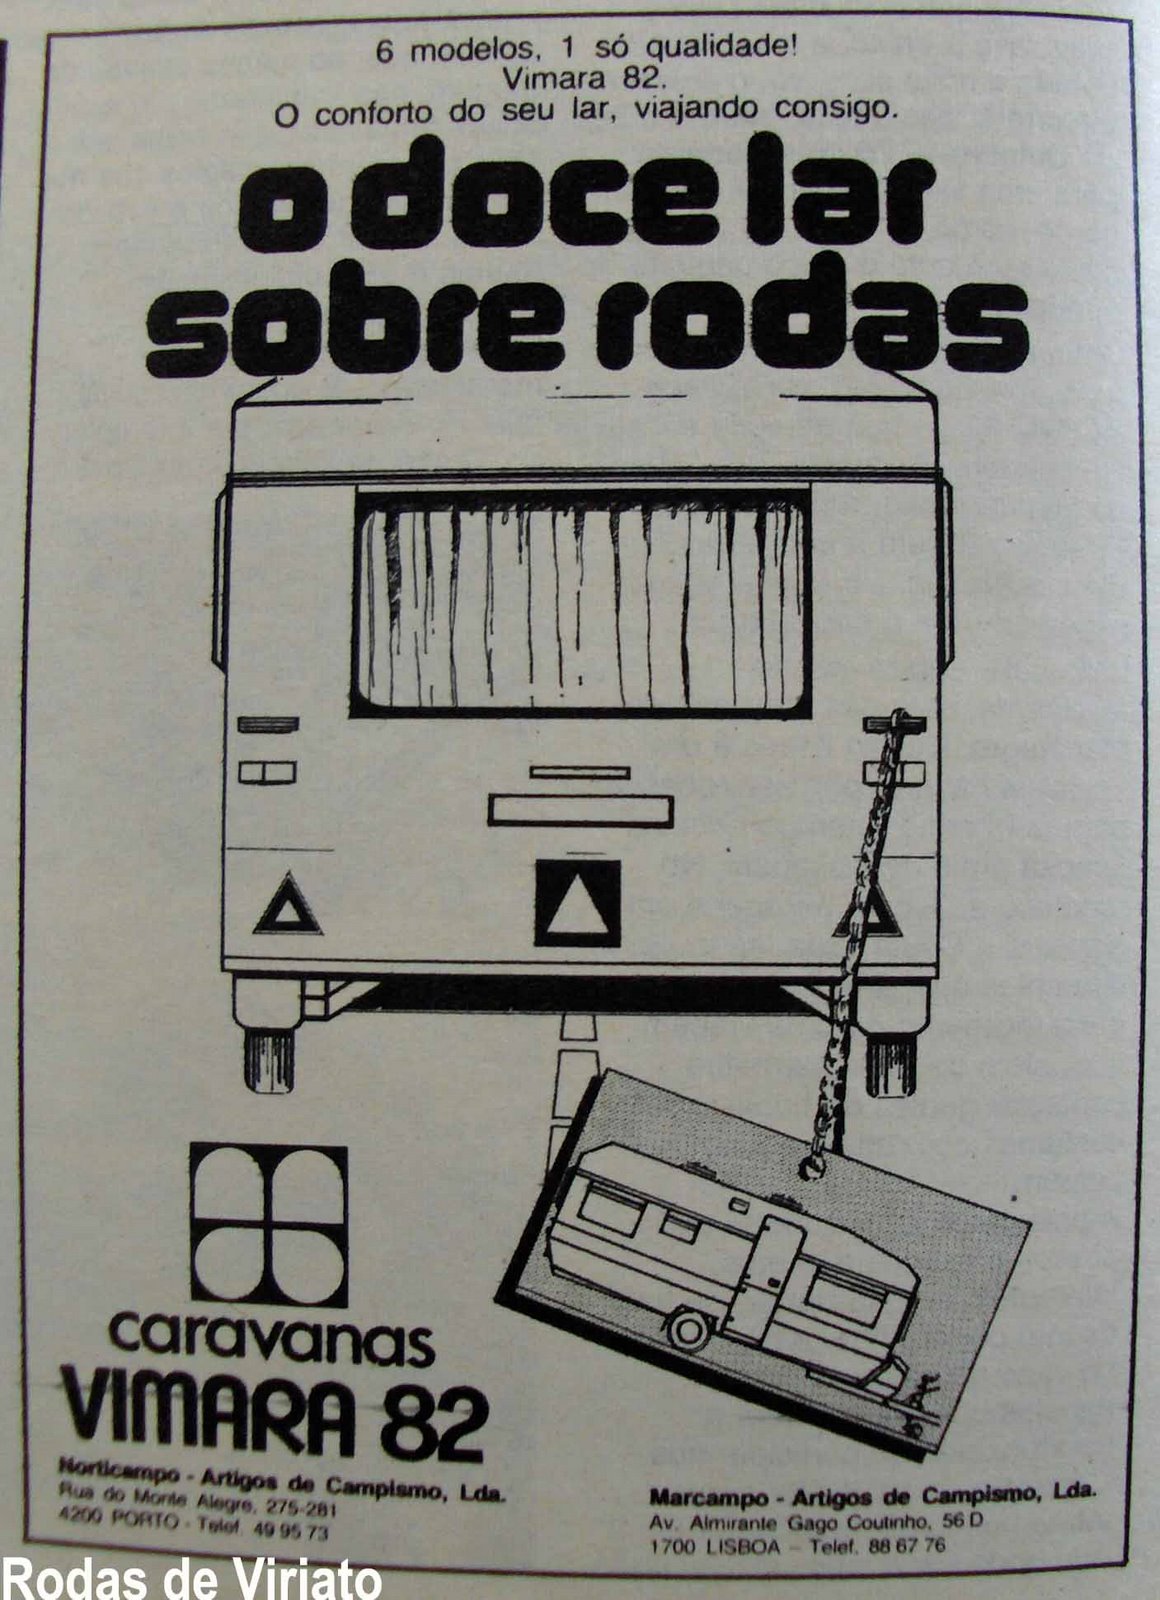 6 modelos, 1 só qualidade!
Vimara 82.
O conforto do seu lar, viajando consigo.
o doce lar
sobre rodas
caravanas
VIMARA 82
Norticampo - Artigos de Campismo, Lda.
Rua do Monte Alegre, 275-281
4200 PORTO - Telef. 49 95 73
Marcampo - Artigos de Campismo, Lda.
Av. Almirante Gago Coutinho, 56 D
1700 LISBOA - Telef. 88 67 76
Rodas de Viriato